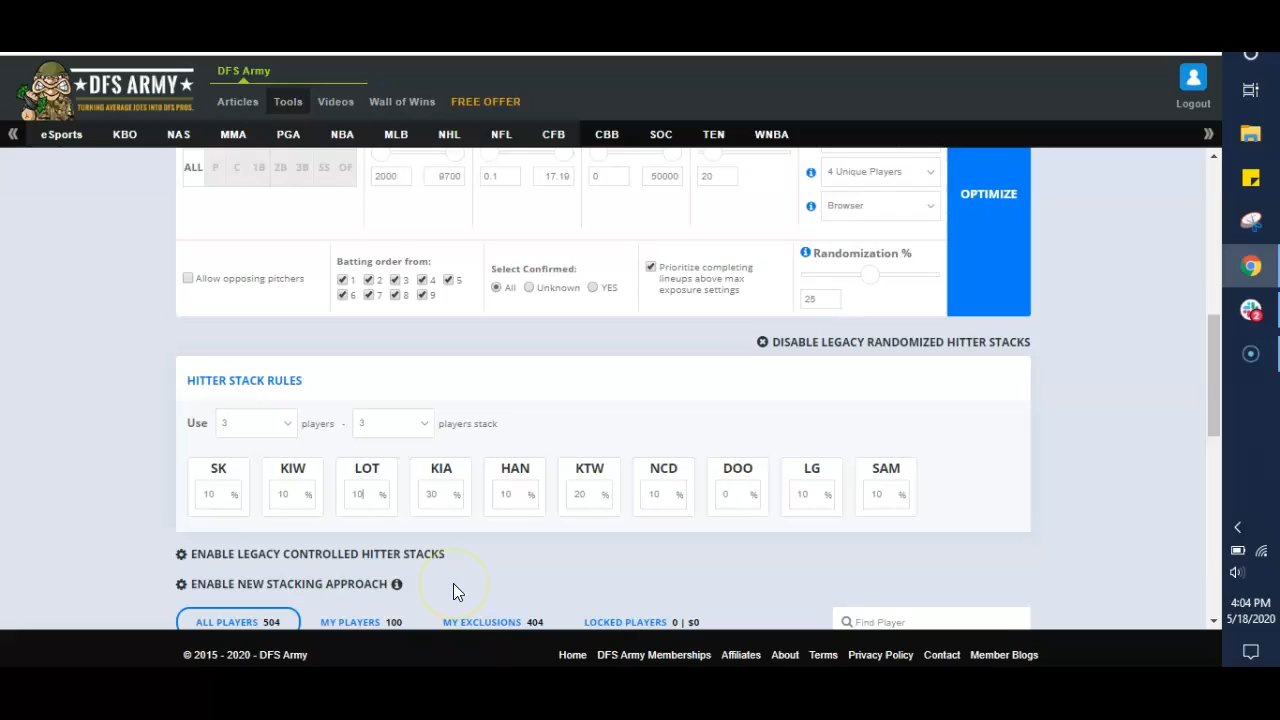 DFS Army
★DFS ARMY★
TURNING AVERAGE JOES INTO DFS PROS.
Articles Tools Videos Wall of Wins FREE OFFER
Logout
eSports KBO NAS MMA PGA NBA MLB NHL NFL CFB CBB SOC TEN WNBA
ALL P C 1B 2B 3B SS OF
2000 9700 0.1 17.19 0 50000 20
4 Unique Players
Browser
OPTIMIZE
Allow opposing pitchers
Batting order from:
1 2 3 4 5
6 7 8 9
Select Confirmed:
All Unknown YES
Prioritize completing
lineups above max
exposure settings
Randomization %
25
DISABLE LEGACY RANDOMIZED HITTER STACKS
HITTER STACK RULES
Use 3 players - 3 players stack
SK KIW LOT KIA HAN KTW NCD DOO LG SAM
10 % 10 % 10 % 30 % 10 % 20 % 10 % 0 % 10 % 10 %
ENABLE LEGACY CONTROLLED HITTER STACKS
ENABLE NEW STACKING APPROACH
ALL PLAYERS 504 MY PLAYERS 100 MY EXCLUSIONS 404 LOCKED PLAYERS 0 | $0 Find Player
© 2015 - 2020 - DFS Army Home DFS Army Memberships Affiliates About Terms Privacy Policy Contact Member Blogs
2
4:04 PM
5/18/2020